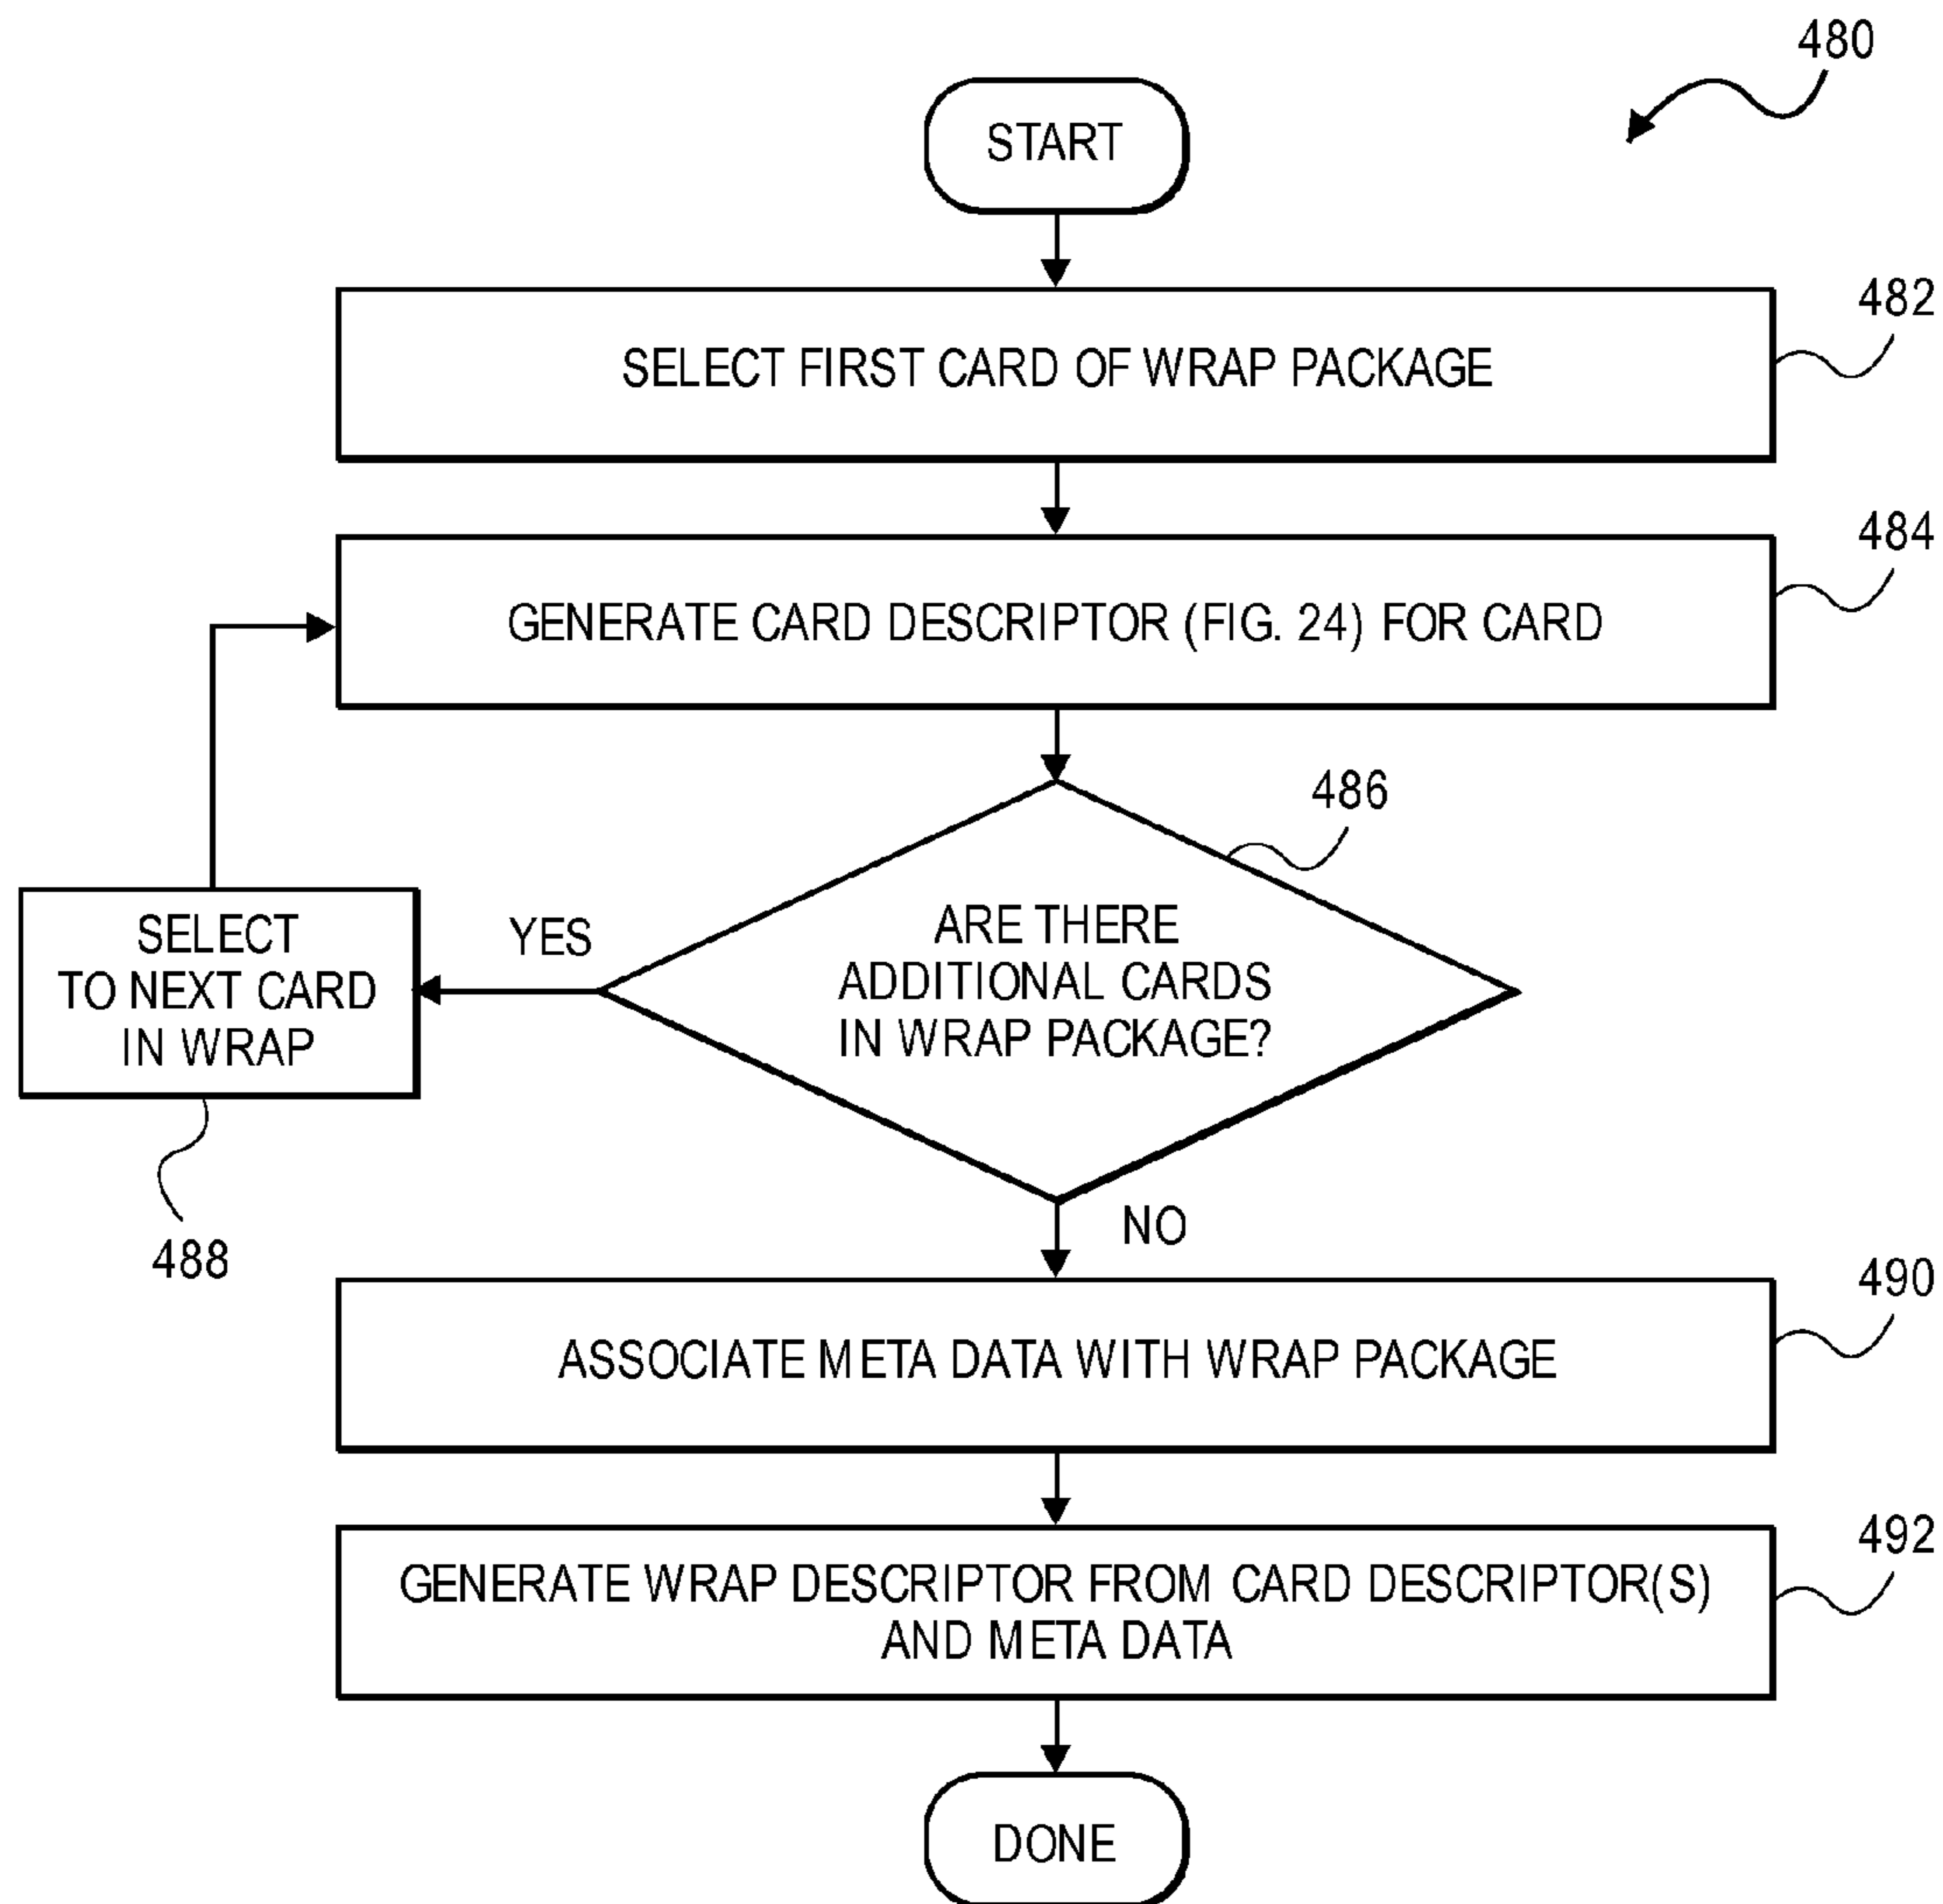 480
START
482
SELECT FIRST CARD OF WRAP PACKAGE
484
GENERATE CARD DESCRIPTOR (FIG. 24) FOR CARD
486
ARE THERE
ADDITIONAL CARDS
IN WRAP PACKAGE?
YES
SELECT
TO NEXT CARD
IN WRAP
488
NO
490
ASSOCIATE META DATA WITH WRAP PACKAGE
492
GENERATE WRAP DESCRIPTOR FROM CARD DESCRIPTOR(S)
AND META DATA
DONE